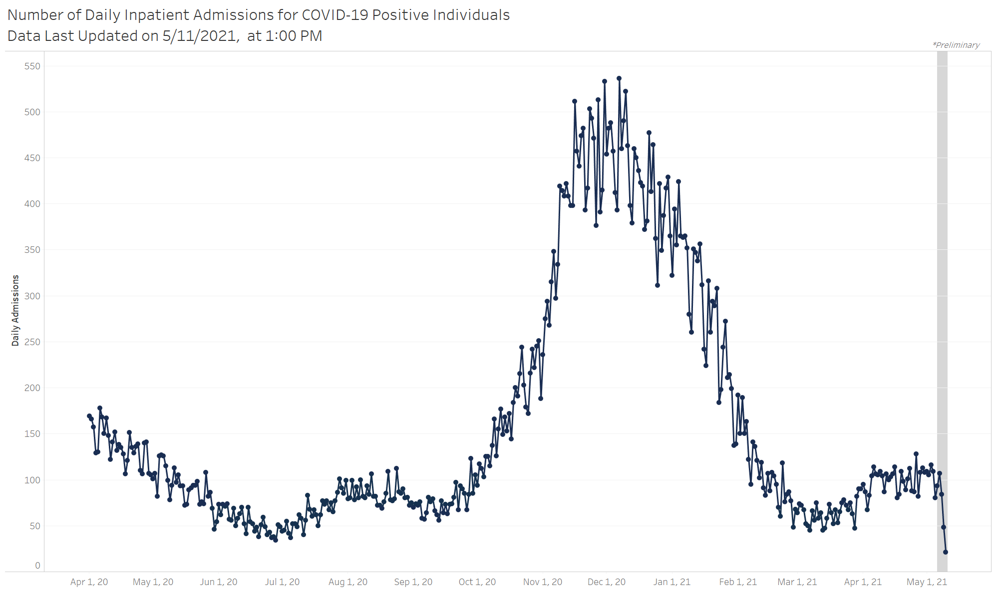 Number of Daily Inpatient Admissions for COVID-19 Positive Individuals
Data Last Updated on 5/11/2021,  at 1:00 PM
*Preliminary
550
500
450
400
350
300
250
200
150
100
50
0
Daily Admissions
Apr 1, 20 May 1, 20 Jun 1, 20 Jul 1, 20 Aug 1, 20 Sep 1, 20 Oct 1, 20 Nov 1, 20 Dec 1, 20 Jan 1, 21 Feb 1, 21 Mar 1, 21 Apr 1, 21 May 1, 21